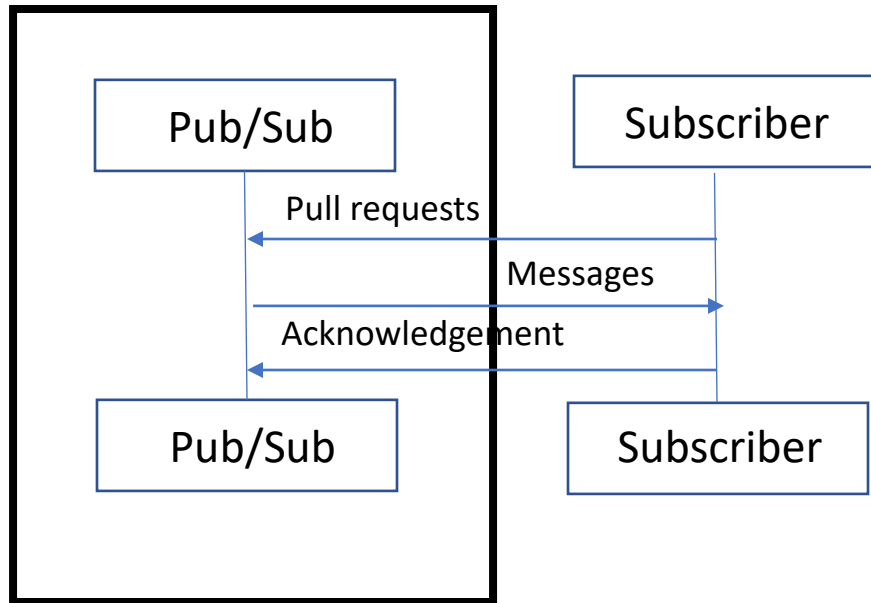 Pub/Sub
Subscriber
Pull requests
Messages
Acknowledgement
Pub/Sub
Subscriber